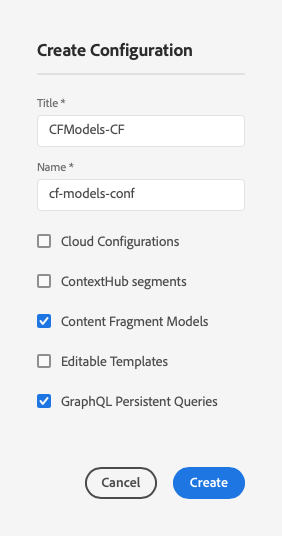 Create Configuration
Title *
CFModels-CF
Name *
cf-models-conf
Cloud Configurations
ContextHub segments
Content Fragment Models
Editable Templates
GraphQL Persistent Queries
Cancel
Create